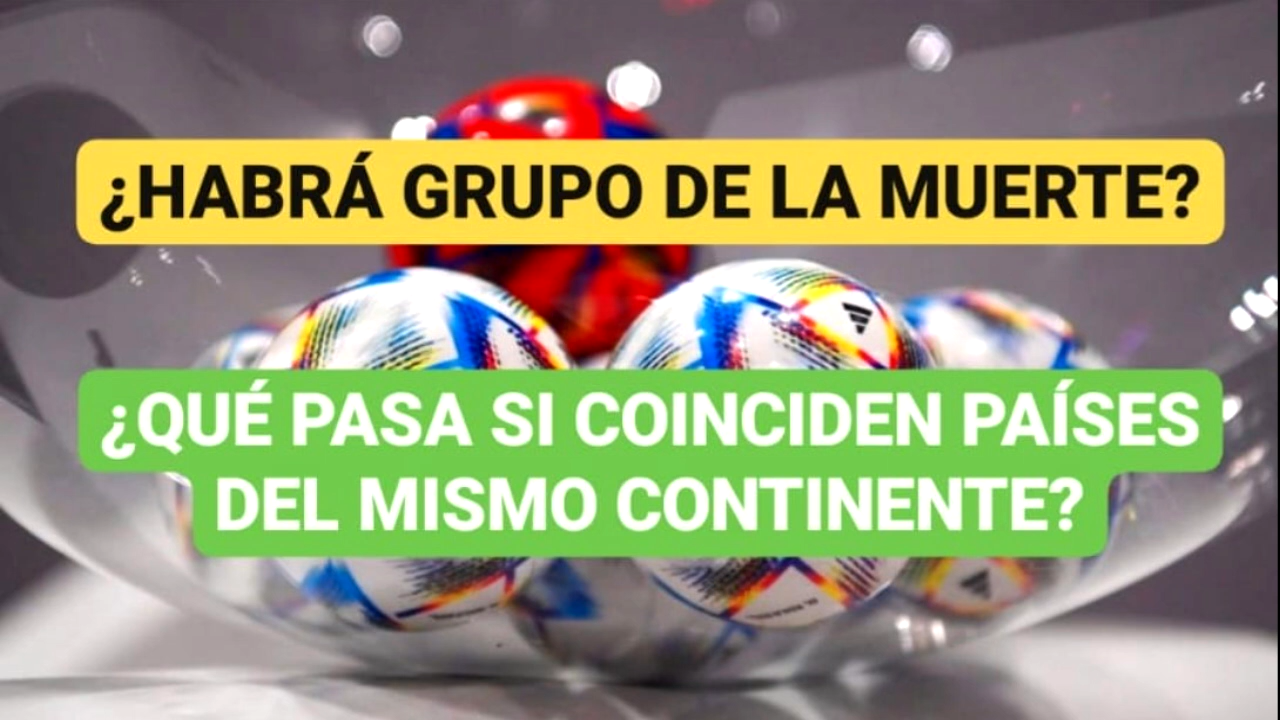 ¿HABRÁ GRUPO DE LA MUERTE?
¿QUÉ PASA SI COINCIDEN PAÍSES
DEL MISMO CONTINENTE?